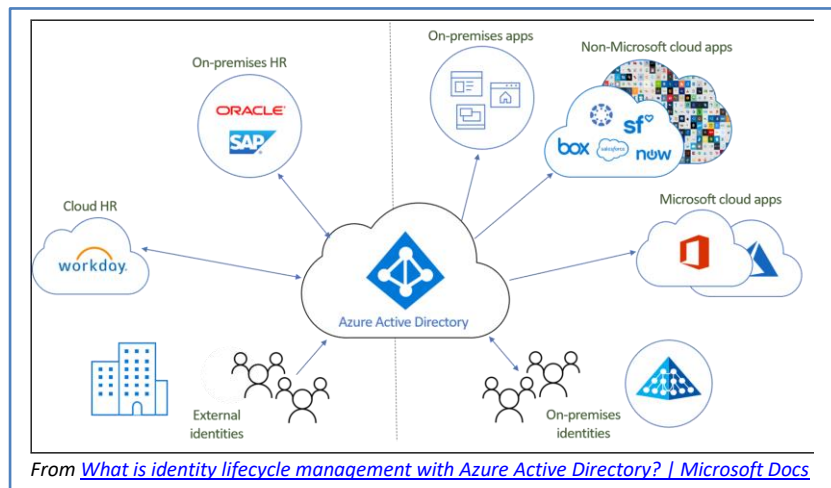 On-premises HR
ORACLE
SAP
Cloud HR
workday.
External
identities
Azure Active Directory
On-premises apps
Non-Microsoft cloud apps
sf
box
salesforce
now
Microsoft cloud apps
On-premises
identities
From What is identity lifecycle management with Azure Active Directory? | Microsoft Docs